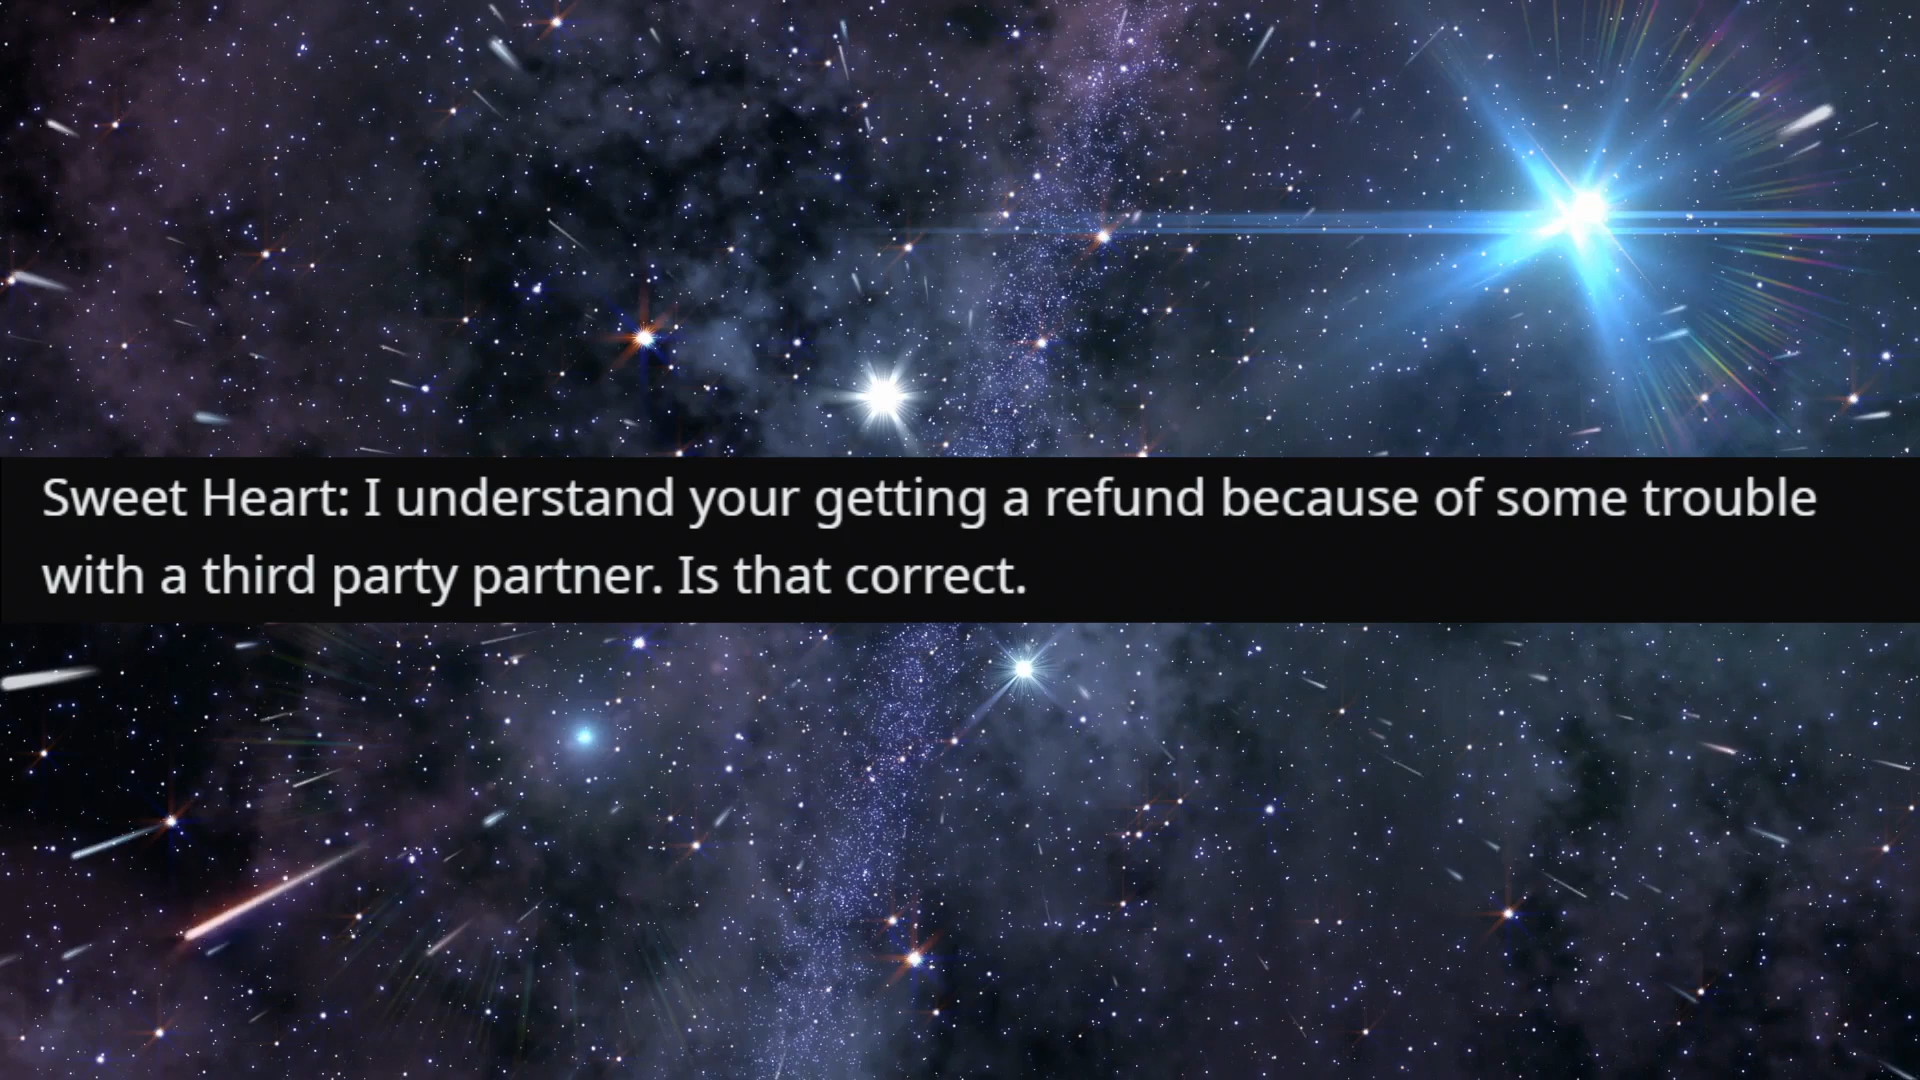 Sweet Heart: I understand your getting a refund because of some trouble
with a third party partner. Is that correct.